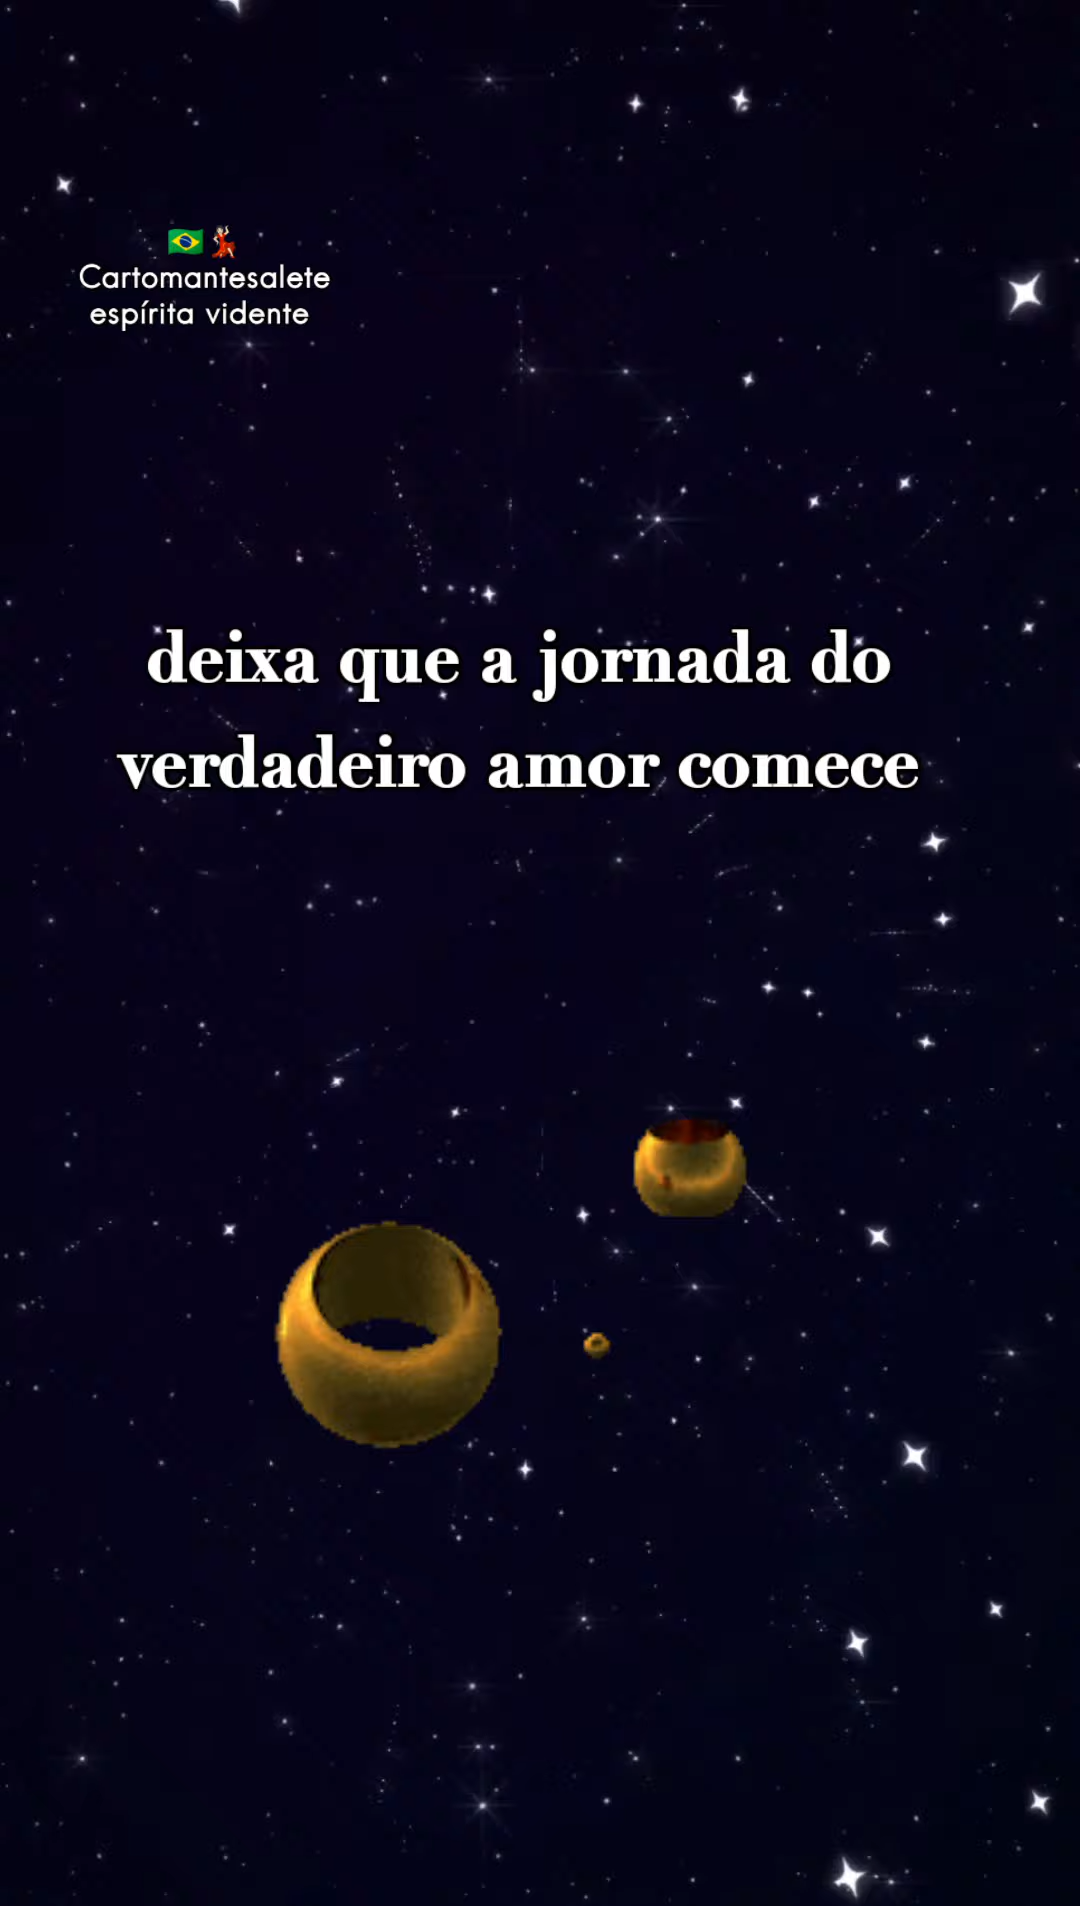 🇧🇷💃🏻
Cartomantesalete
espírita vidente
deixa que a jornada do
verdadeiro amor comece